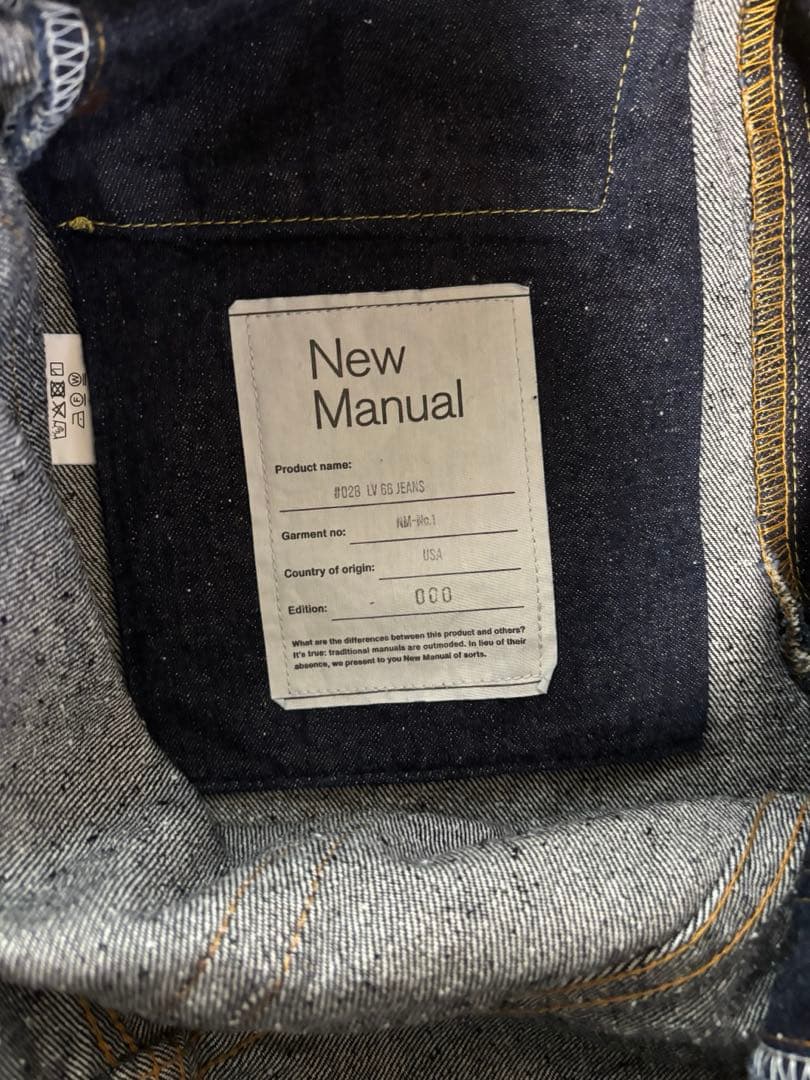 New
Manual
Product name:
#028 LV 66 JEANS
Garment no: NM-No.1
Country of origin: USA
Edition: 000
What are the differences between this product and others?
It's true: traditional manuals are outmoded. In lieu of their
absence, we present to you New Manual of sorts.